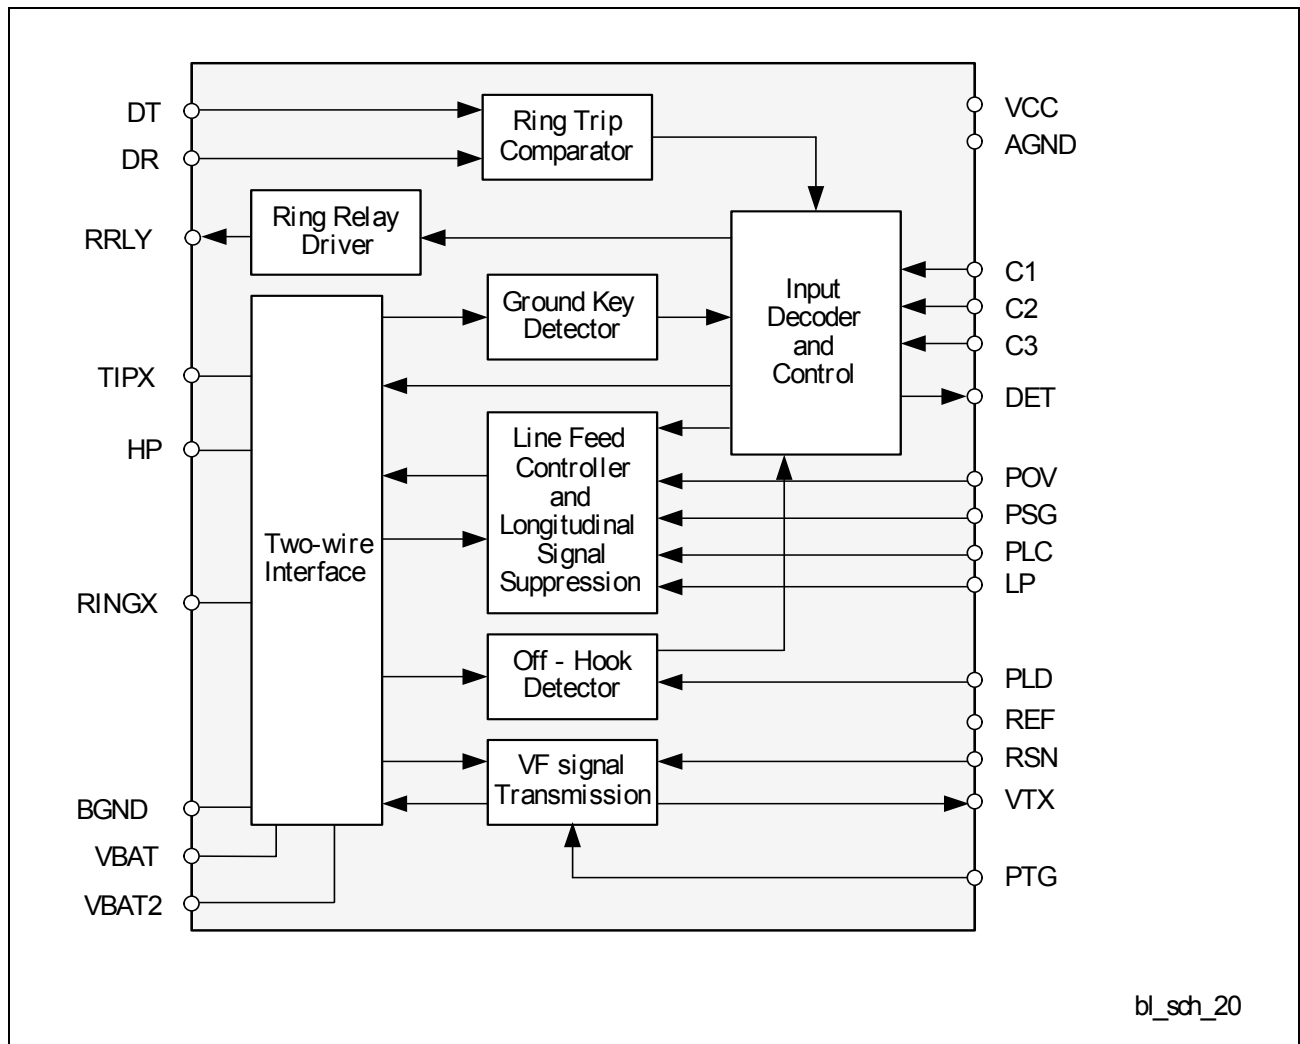 DT
DR
RRLY
TIPX
HP
RINGX
BGND
VBAT
VBAT2
Ring Trip
Comparator
Ring Relay
Driver
Ground Key
Detector
Input
Decoder
and
Control
Two-wire
Interface
Line Feed
Controller
and
Longitudinal
Signal
Suppression
Off - Hook
Detector
VF signal
Transmission
VCC
AGND
C1
C2
C3
DET
POV
PSG
PLC
LP
PLD
REF
RSN
VTX
PTG
bl_sch_20